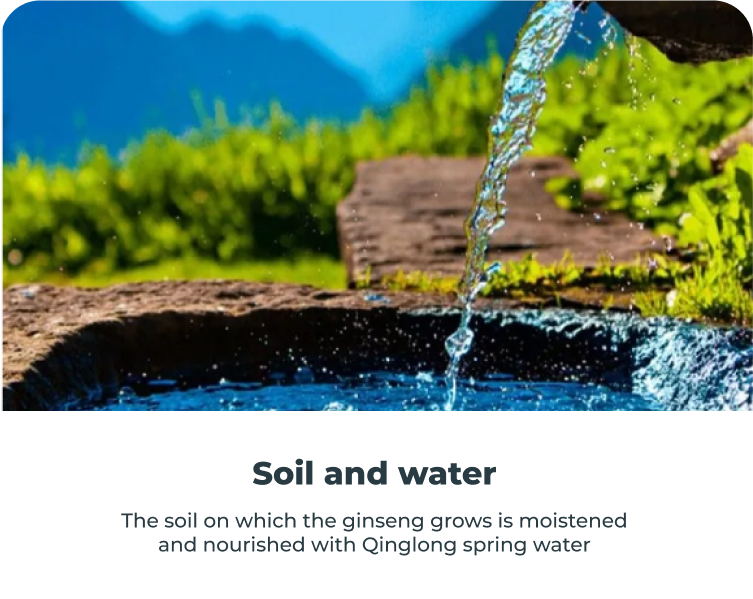 Soil and water
The soil on which the ginseng grows is moistened
and nourished with Qinglong spring water